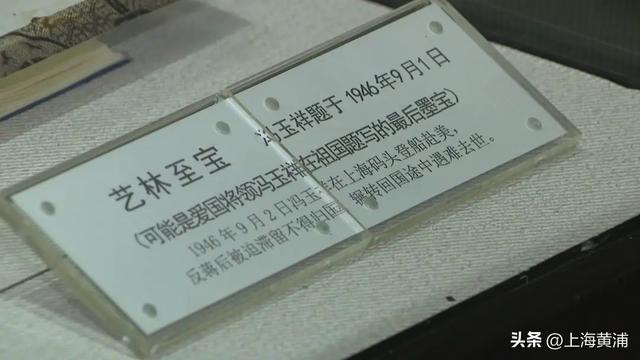 艺林至宝 冯玉祥题于1946年9月1日
(可能是爱国将领冯玉祥在祖国题写的最后墨宝)
1946年9月2日冯玉祥在上海码头登船赴美,
反蒋后被迫滞留不得归国 辗转回国途中遇难去世。
头条 @上海黄浦